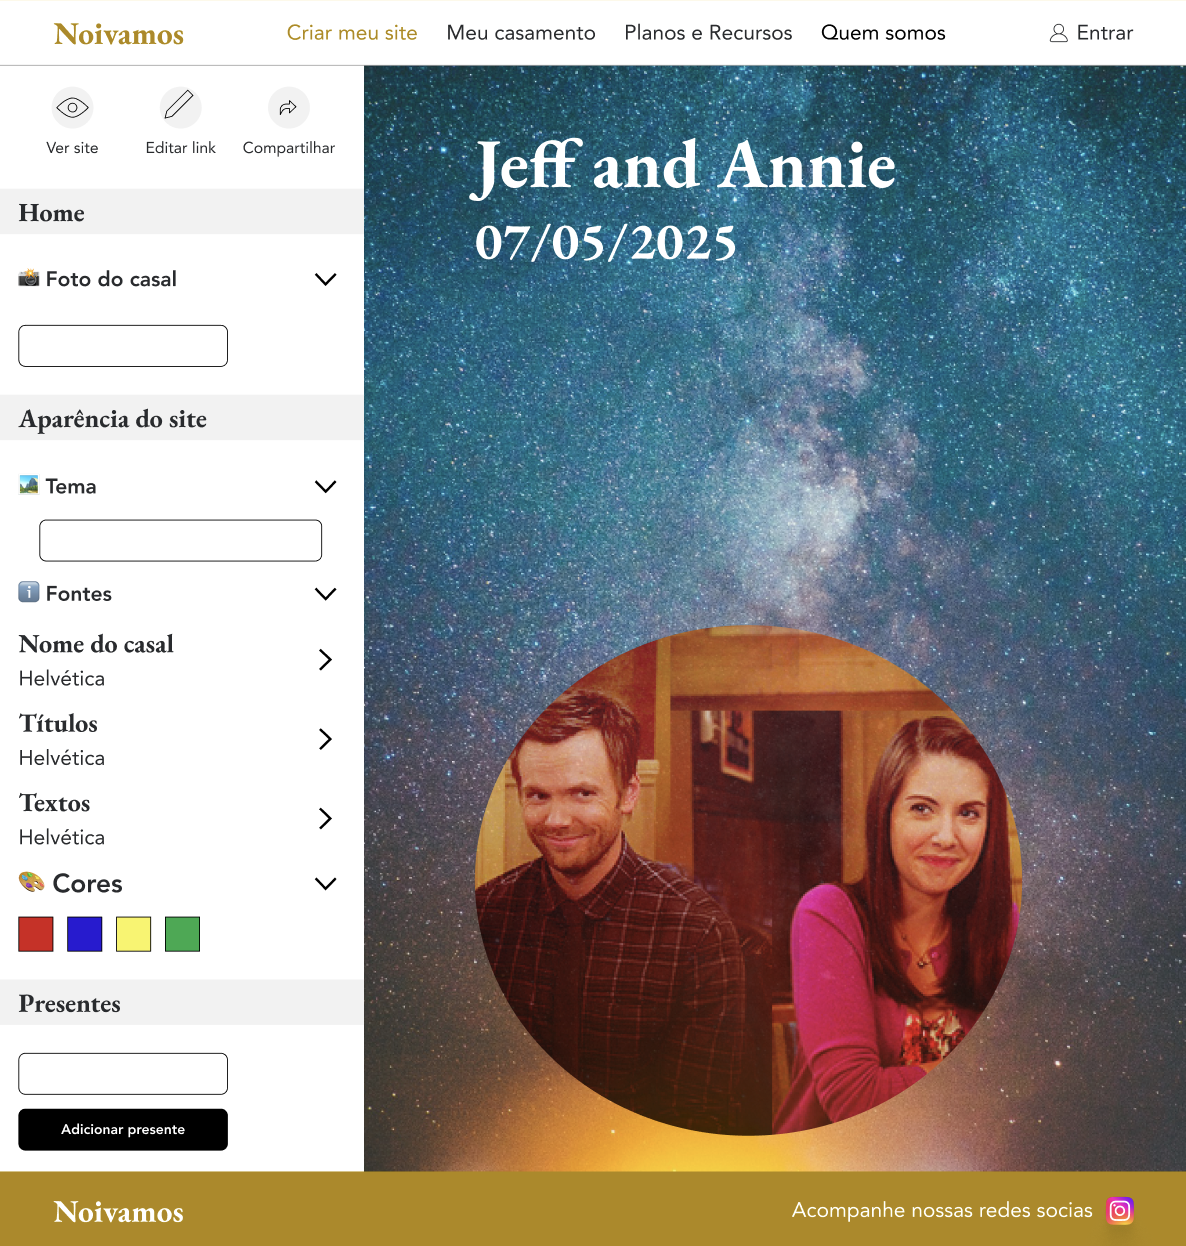 Noivamos
Criar meu site
Meu casamento
Planos e Recursos
Quem somos
Entrar
Ver site
Editar link
Compartilhar
Home
Foto do casal
Aparência do site
Tema
Fontes
Nome do casal
Helvética
Títulos
Helvética
Textos
Helvética
Cores
Presentes
Adicionar presente
Jeff and Annie
07/05/2025
Noivamos
Acompanhe nossas redes socias